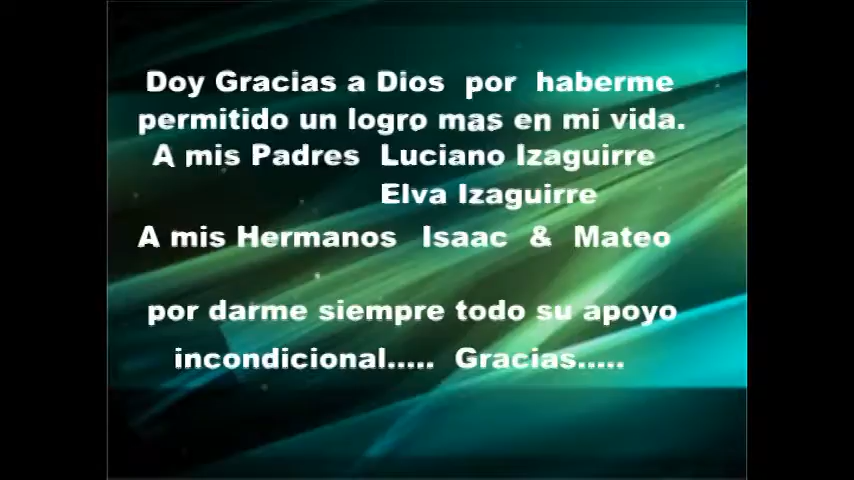 Doy Gracias a Dios por haberme
permitido un logro mas en mi vida.
A mis Padres Luciano Izaguirre
Elva Izaguirre
A mis Hermanos Isaac & Mateo
por darme siempre todo su apoyo
incondicional..... Gracias.....